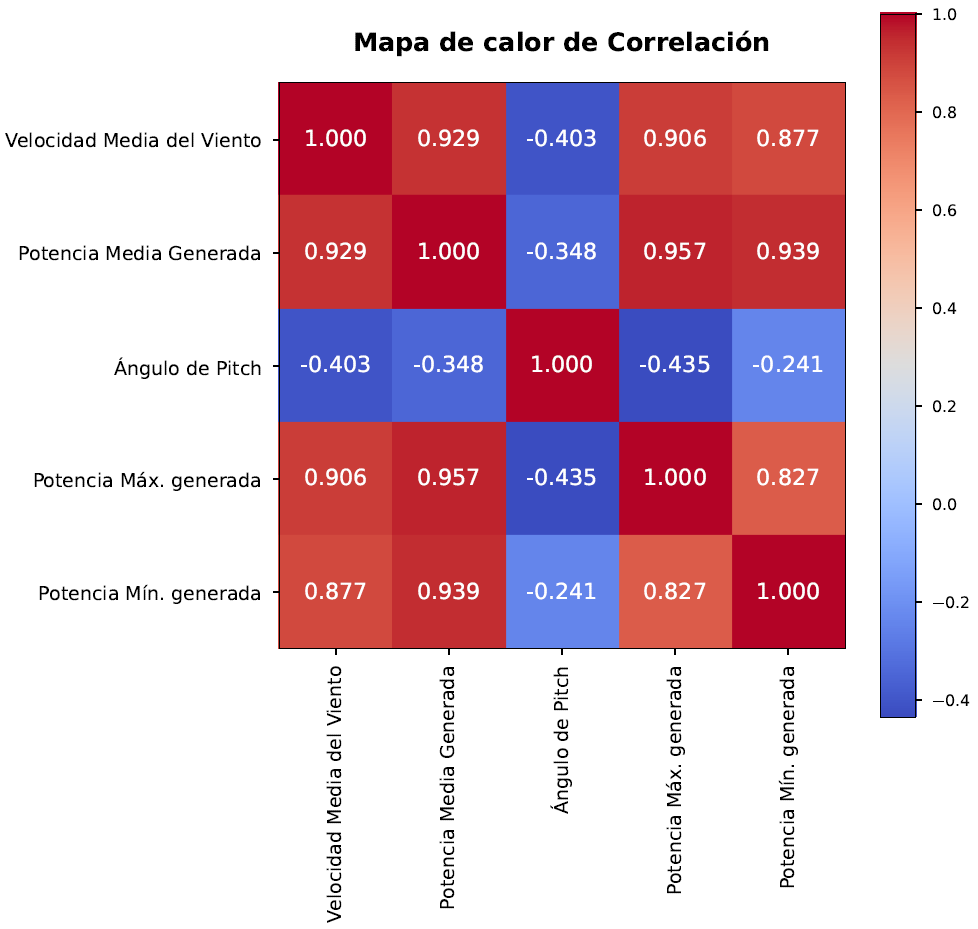 Mapa de calor de Correlación
Velocidad Media del Viento 1.000 0.929 -0.403 0.906 0.877
Potencia Media Generada 0.929 1.000 -0.348 0.957 0.939
Ángulo de Pitch -0.403 -0.348 1.000 -0.435 -0.241
Potencia Máx. generada 0.906 0.957 -0.435 1.000 0.827
Potencia Mín. generada 0.877 0.939 -0.241 0.827 1.000
Velocidad Media del Viento
Potencia Media Generada
Ángulo de Pitch
Potencia Máx. generada
Potencia Mín. generada
1.0
0.8
0.6
0.4
0.2
0.0
−0.2
−0.4